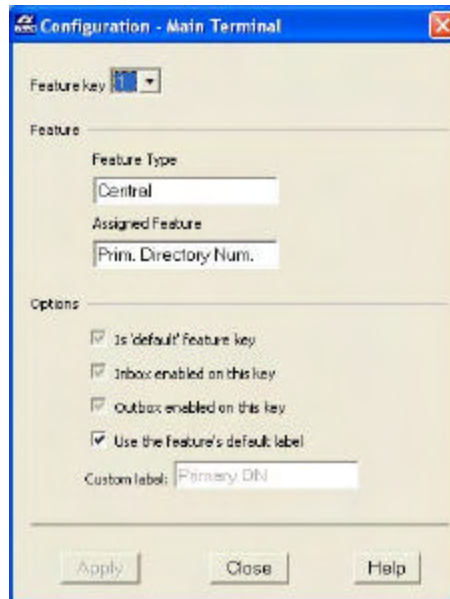 Configuration - Main Terminal
Feature key 1
Feature
Feature Type
Central
Assigned Feature
Prim. Directory Num.
Options
Is 'default' feature key
Inbox enabled on this key
Outbox enabled on this key
Use the feature's default label
Custom label: Primary DN
Apply Close Help